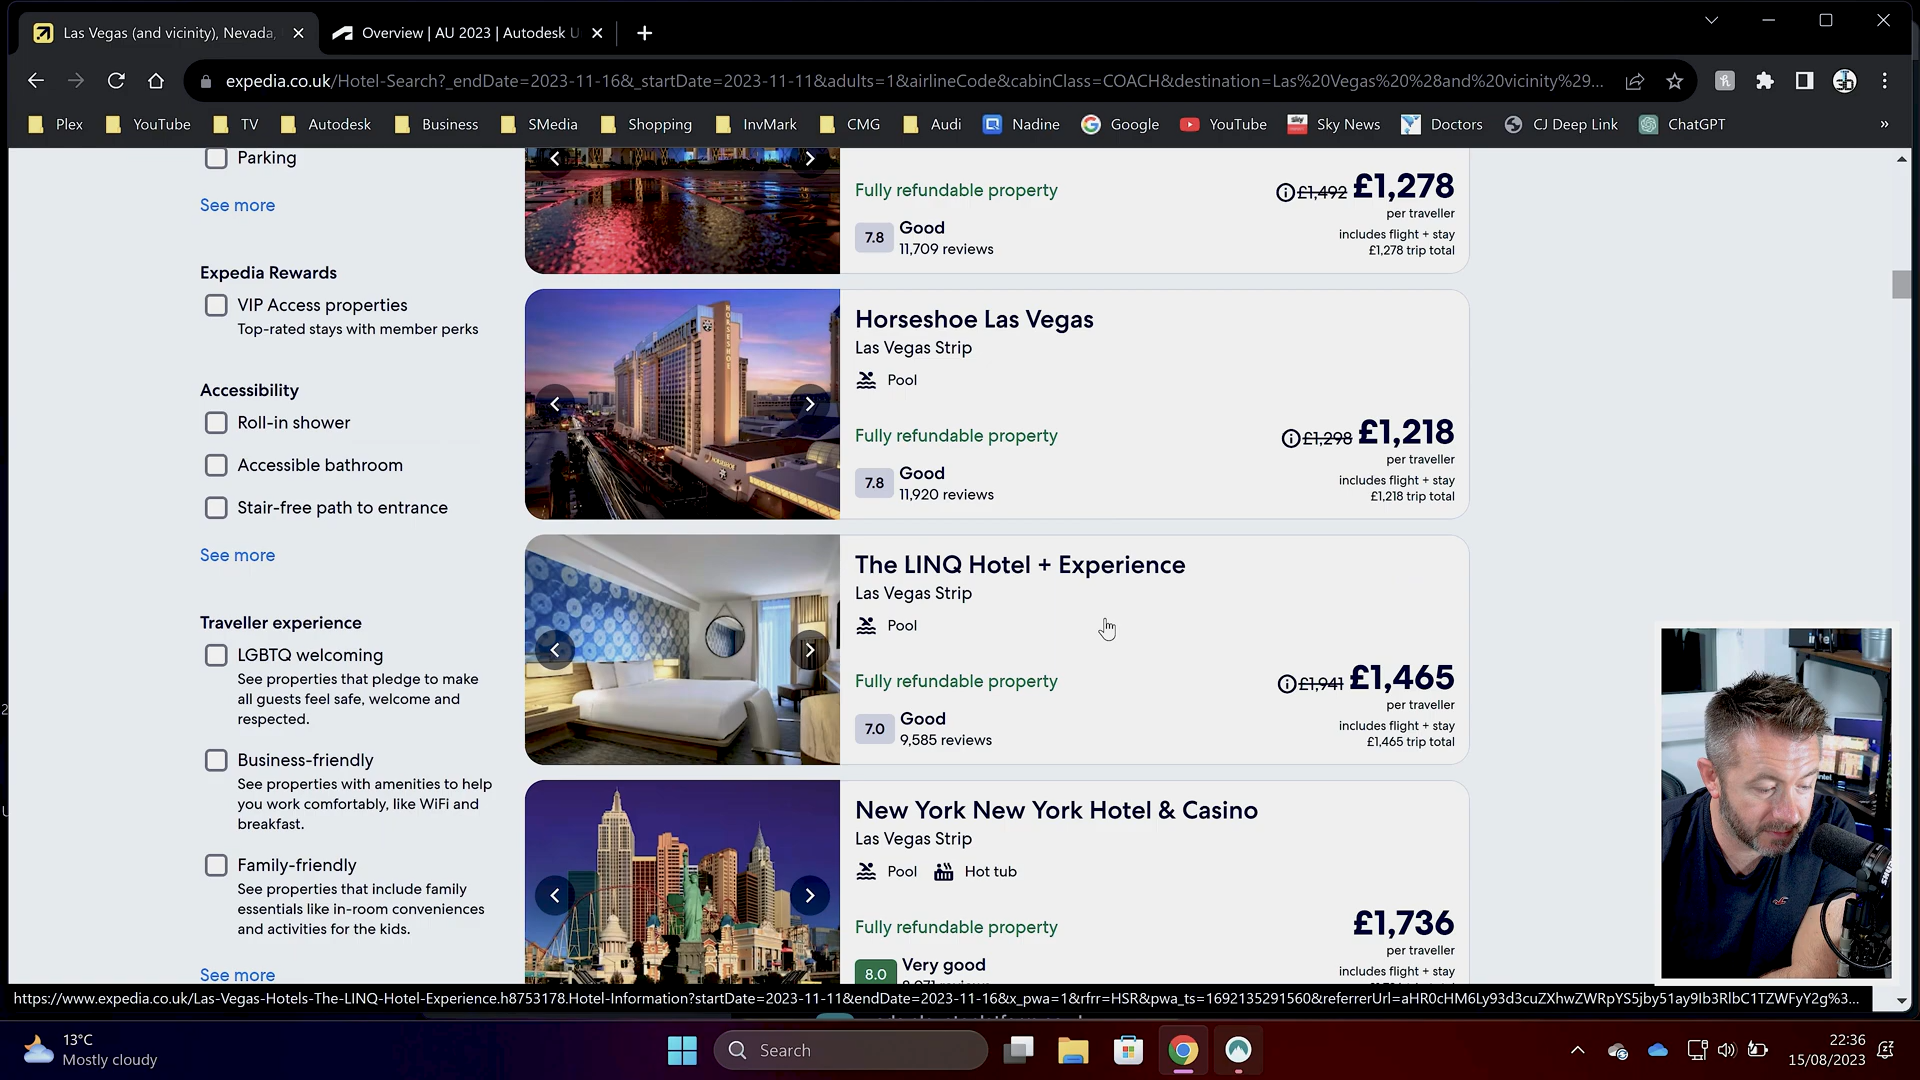 Las Vegas (and vicinity), Nevada,
Overview | AU 2023 | Autodesk U
expedia.co.uk/Hotel-Search?_endDate=2023-11-16&_startDate=2023-11-11&adults=1&airlineCode&cabinClass=COACH&destination=Las%20Vegas%20%28and%20vicinity%29...
Plex
YouTube
TV
Autodesk
Business
SMedia
Shopping
InvMark
CMG
Audi
Nadine
Google
YouTube
Sky News
Doctors
CJ Deep Link
ChatGPT
»
Parking
See more
Expedia Rewards
VIP Access properties
Top-rated stays with member perks
Accessibility
Roll-in shower
Accessible bathroom
Stair-free path to entrance
See more
Traveller experience
LGBTQ welcoming
See properties that pledge to make
all guests feel safe, welcome and
respected.
Business-friendly
See properties with amenities to help
you work comfortably, like WiFi and
breakfast.
Family-friendly
See properties that include family
essentials like in-room conveniences
and activities for the kids.
See more
Fully refundable property
7.8
Good
11,709 reviews
£1,492 £1,278
per traveller
includes flight + stay
£1,278 trip total
HORSESHOE
Horseshoe Las Vegas
Las Vegas Strip
Pool
Fully refundable property
7.8
Good
11,920 reviews
£1,298 £1,218
per traveller
includes flight + stay
£1,218 trip total
The LINQ Hotel + Experience
Las Vegas Strip
Pool
Fully refundable property
7.0
Good
9,585 reviews
£1,941 £1,465
per traveller
includes flight + stay
£1,465 trip total
New York New York Hotel & Casino
Las Vegas Strip
Pool Hot tub
Fully refundable property
8.0
Very good
£1,736
per traveller
includes flight + stay
intel
https://www.expedia.co.uk/Las-Vegas-Hotels-The-LINQ-Hotel-Experience.h8753178.Hotel-Information?startDate=2023-11-11&endDate=2023-11-16&x_pwa=1&rfrr=HSR&pwa_ts=1692135291560&referrerUrl=aHR0cHM6Ly93d3cuZXhwZWRpYS5jby51ay9Ib3RlbC1TZWFyY2g%3...
13°C
Mostly cloudy
Search
22:36
15/08/2023